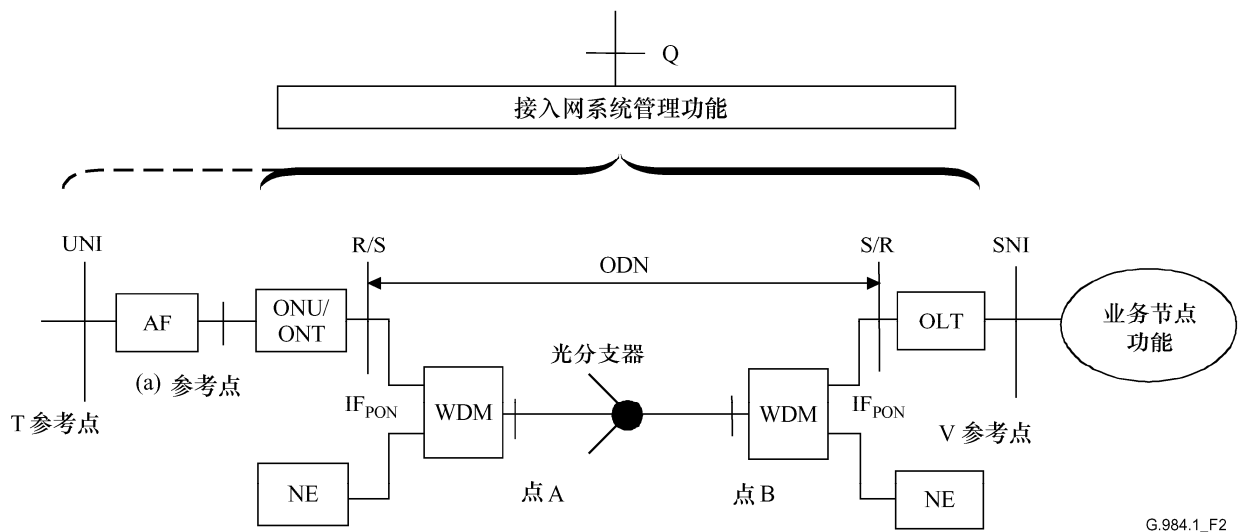 Q
接入网系统管理功能
UNI
R/S
S/R
SNI
ODN
AF
ONU/
ONT
OLT
业务节点
功能
(a) 参考点
光分支器
T 参考点
IFPON
WDM
WDM
IFPON
V 参考点
NE
点 A
点 B
NE
G.984.1_F2